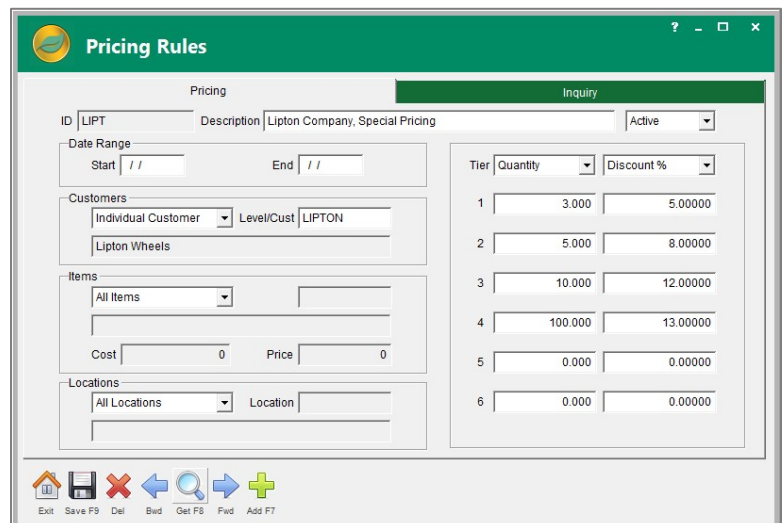 Pricing Rules
? – □ ×
Pricing
Inquiry
ID LIPT Description Lipton Company, Special Pricing Active
Date Range
Start / / End / /
Customers
Individual Customer Level/Cust LIPTON
Lipton Wheels
Items
All Items
Cost 0 Price 0
Locations
All Locations Location
Tier Quantity Discount %
1 3.000 5.00000
2 5.000 8.00000
3 10.000 12.00000
4 100.000 13.00000
5 0.000 0.00000
6 0.000 0.00000
Exit Save F9 Del Bwd Get F8 Fwd Add F7